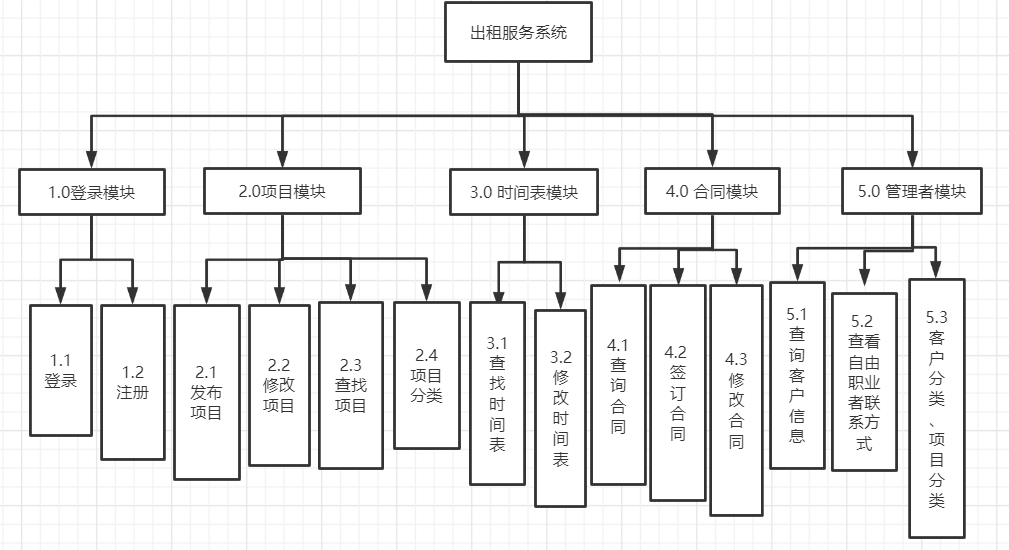 出租服务系统
1.0登录模块
2.0项目模块
3.0 时间表模块
4.0 合同模块
5.0 管理者模块
1.1
登录
1.2
注册
2.1
发布
项目
2.2
修改
项目
2.3
查找
项目
2.4
项目
分类
3.1
查
找
时
间
表
3.2
修
改
时
间
表
4.1
查
询
合
同
4.2
签
订
合
同
4.3
修
改
合
同
5.1
查
询
客
户
信
息
5.2
查看
自由
职业
者联
系方
式
5.3
客
户
分
类
、
项
目
分
类